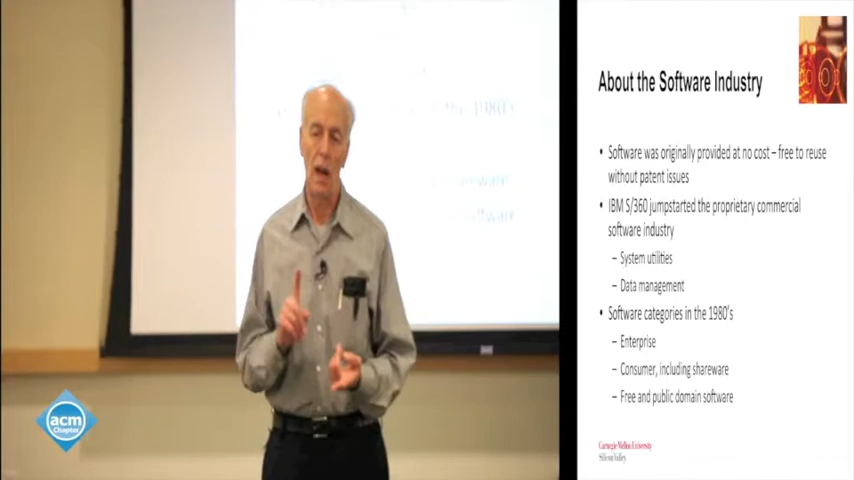 About the Software Industry
• Software was originally provided at no cost – free to reuse
without patent issues
• IBM S/360 jumpstarted the proprietary commercial
software industry
– System utilities
– Data management
• Software categories in the 1980's
– Enterprise
– Consumer, including shareware
– Free and public domain software
Carnegie Mellon University
Silicon Valley
acm
Chapter
1980's